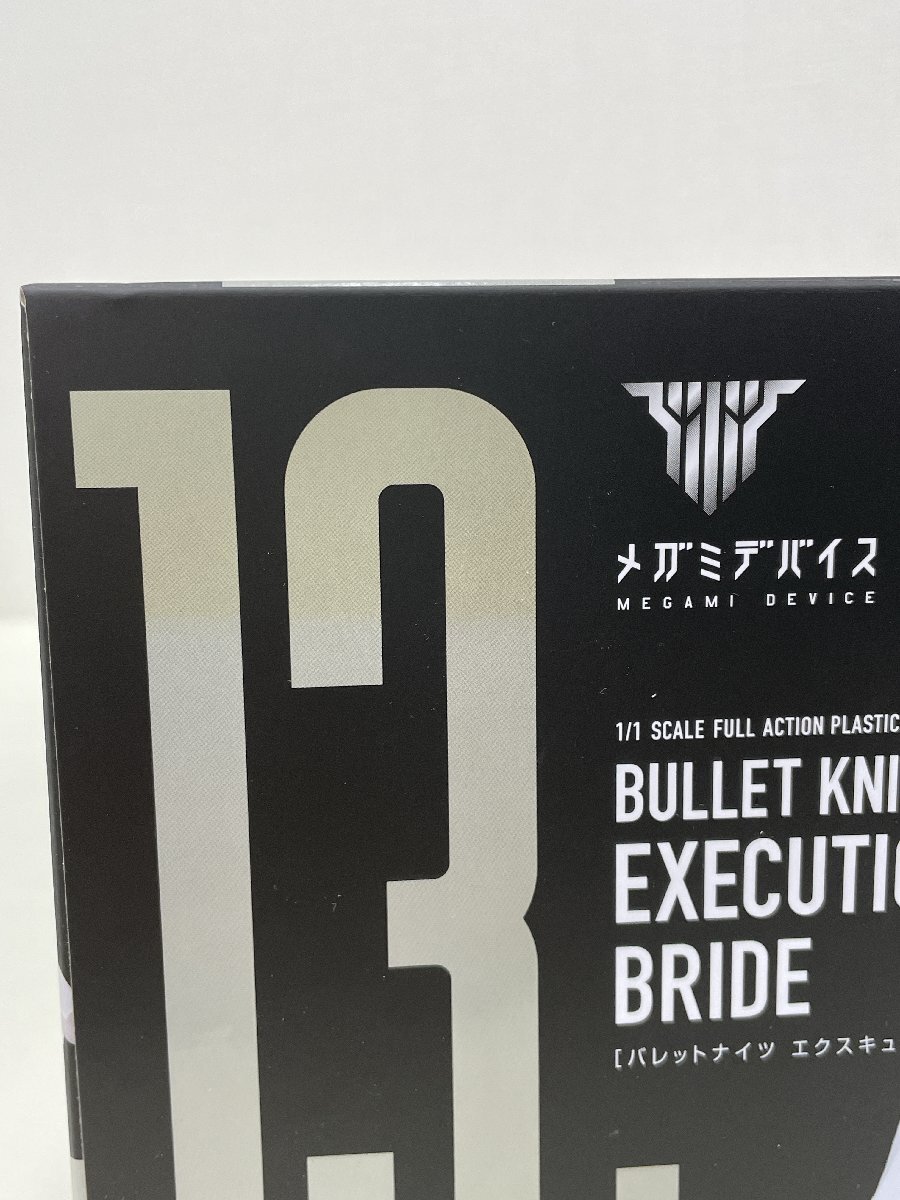 13
メガミデバイス
MEGAMI DEVICE
1/1 SCALE FULL ACTION PLASTIC
BULLET KNI
EXECUTIO
BRIDE
[バレットナイツ エクスキュ